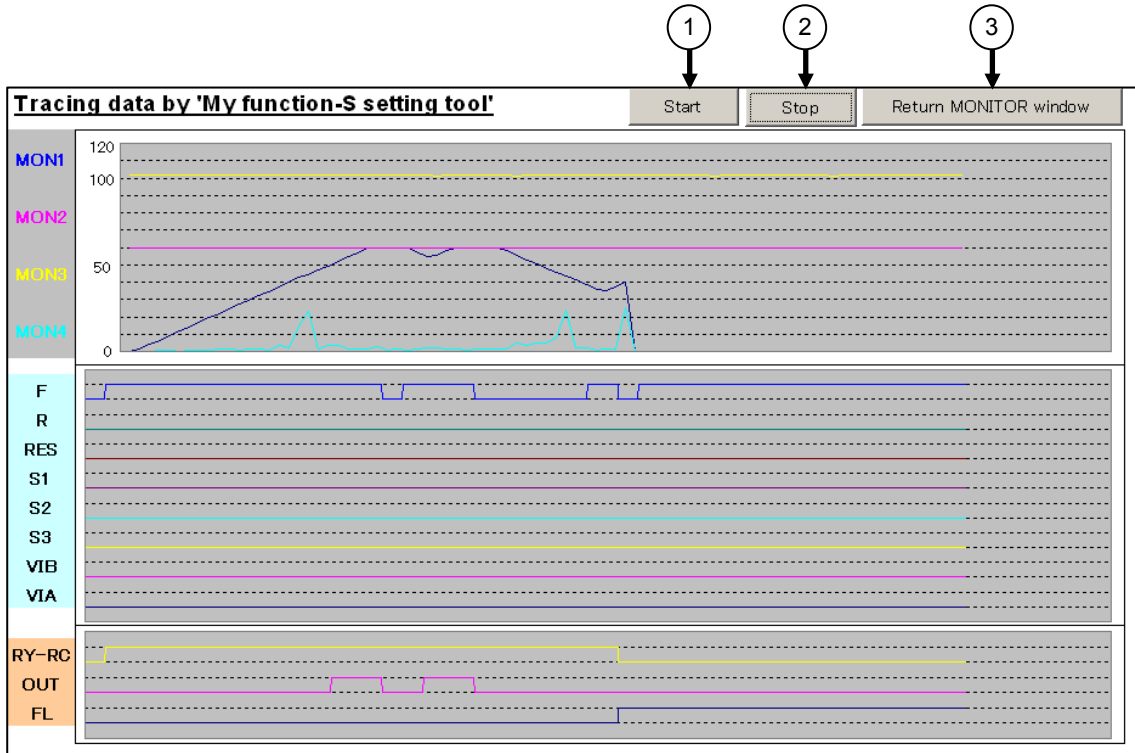 1 2 3
Tracing data by 'My function-S setting tool' Start Stop Return MONITOR window
MON1
MON2
MON3
MON4
120
100
50
0
F
R
RES
S1
S2
S3
VIB
VIA
RY-RC
OUT
FL